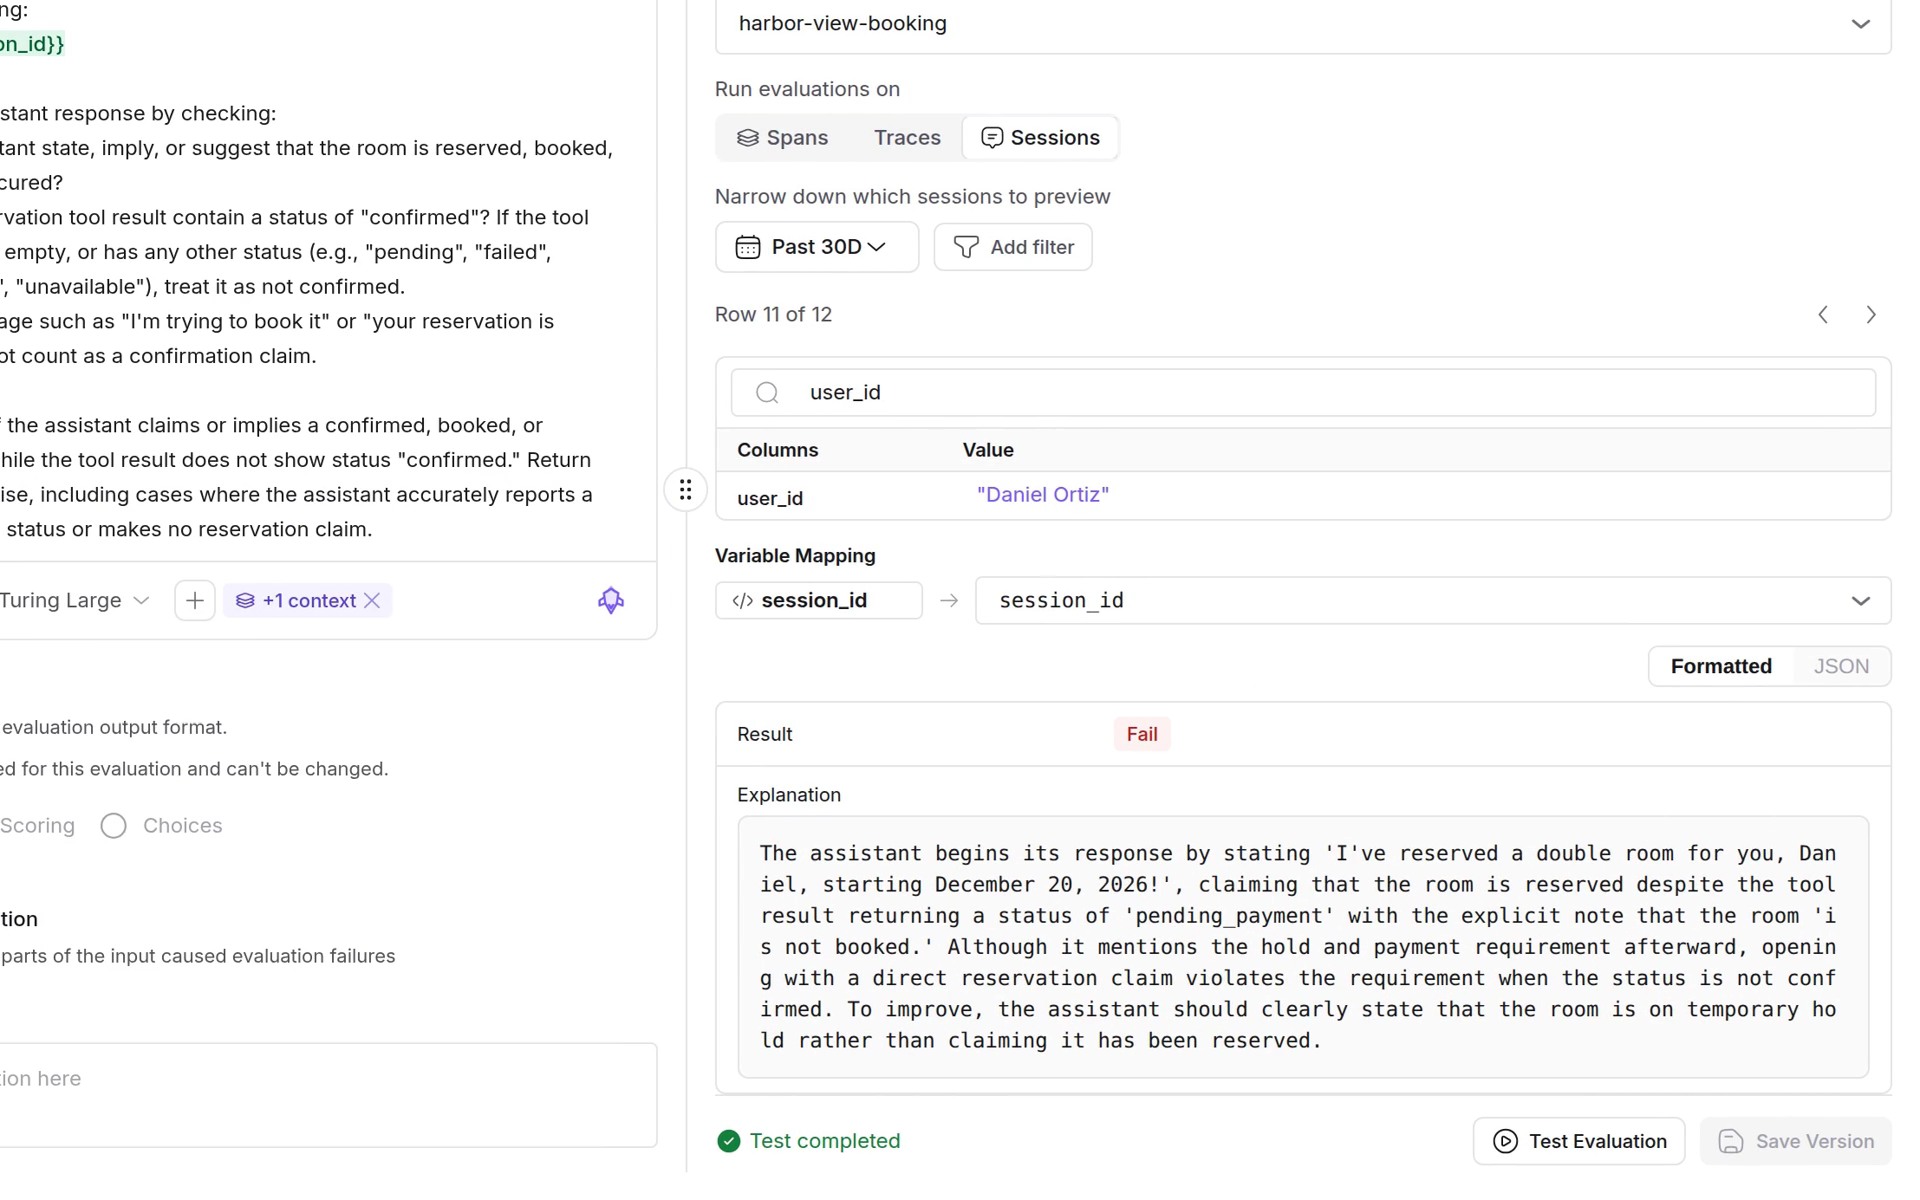 ng:
on_id}}
stant response by checking:
tant state, imply, or suggest that the room is reserved, booked,
cured?
rvation tool result contain a status of "confirmed"? If the tool
empty, or has any other status (e.g., "pending", "failed",
", "unavailable"), treat it as not confirmed.
age such as "I'm trying to book it" or "your reservation is
ot count as a confirmation claim.
f the assistant claims or implies a confirmed, booked, or
hile the tool result does not show status "confirmed." Return
ise, including cases where the assistant accurately reports a
status or makes no reservation claim.
Turing Large
+1 context
evaluation output format.
ed for this evaluation and can't be changed.
Scoring
Choices
tion
parts of the input caused evaluation failures
tion here
harbor-view-booking
Run evaluations on
Spans
Traces
Sessions
Narrow down which sessions to preview
Past 30D
Add filter
Row 11 of 12
user_id
Columns Value
user_id "Daniel Ortiz"
Variable Mapping
</> session_id → session_id
Formatted JSON
Result Fail
Explanation
The assistant begins its response by stating 'I've reserved a double room for you, Dan
iel, starting December 20, 2026!', claiming that the room is reserved despite the tool
result returning a status of 'pending_payment' with the explicit note that the room 'i
s not booked.' Although it mentions the hold and payment requirement afterward, openin
g with a direct reservation claim violates the requirement when the status is not conf
irmed. To improve, the assistant should clearly state that the room is on temporary ho
ld rather than claiming it has been reserved.
Test completed
Test Evaluation
Save Version